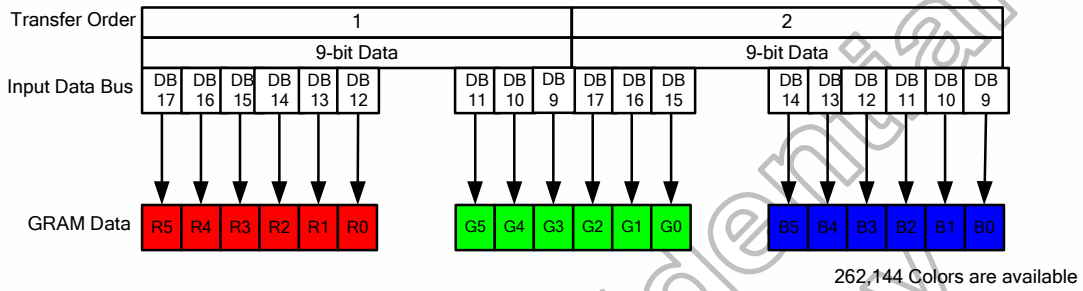 Transfer Order 1 2
9-bit Data 9-bit Data
Input Data Bus DB 17 DB 16 DB 15 DB 14 DB 13 DB 12 DB 11 DB 10 DB 9 DB 17 DB 16 DB 15 DB 14 DB 13 DB 12 DB 11 DB 10 DB 9
GRAM Data R5 R4 R3 R2 R1 R0 G5 G4 G3 G2 G1 G0 B5 B4 B3 B2 B1 B0
262,144 Colors are available